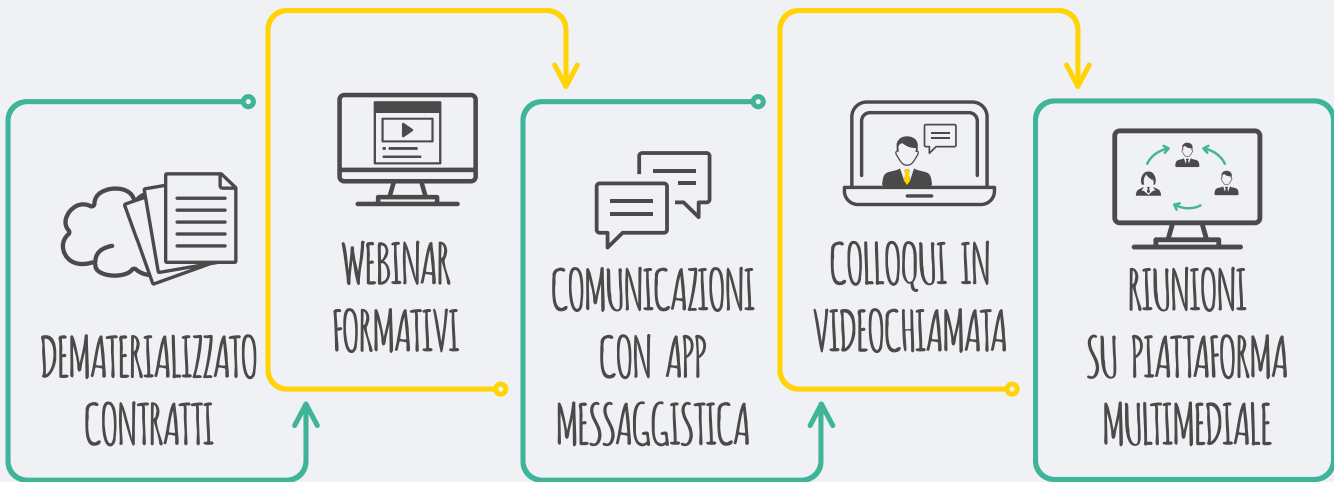 DEMATERIALIZZATO
CONTRATTI
WEBINAR
FORMATIVI
COMUNICAZIONI
CON APP
MESSAGGISTICA
COLLOQUI IN
VIDEOCHIAMATA
RIUNIONI
SU PIATTAFORMA
MULTIMEDIALE